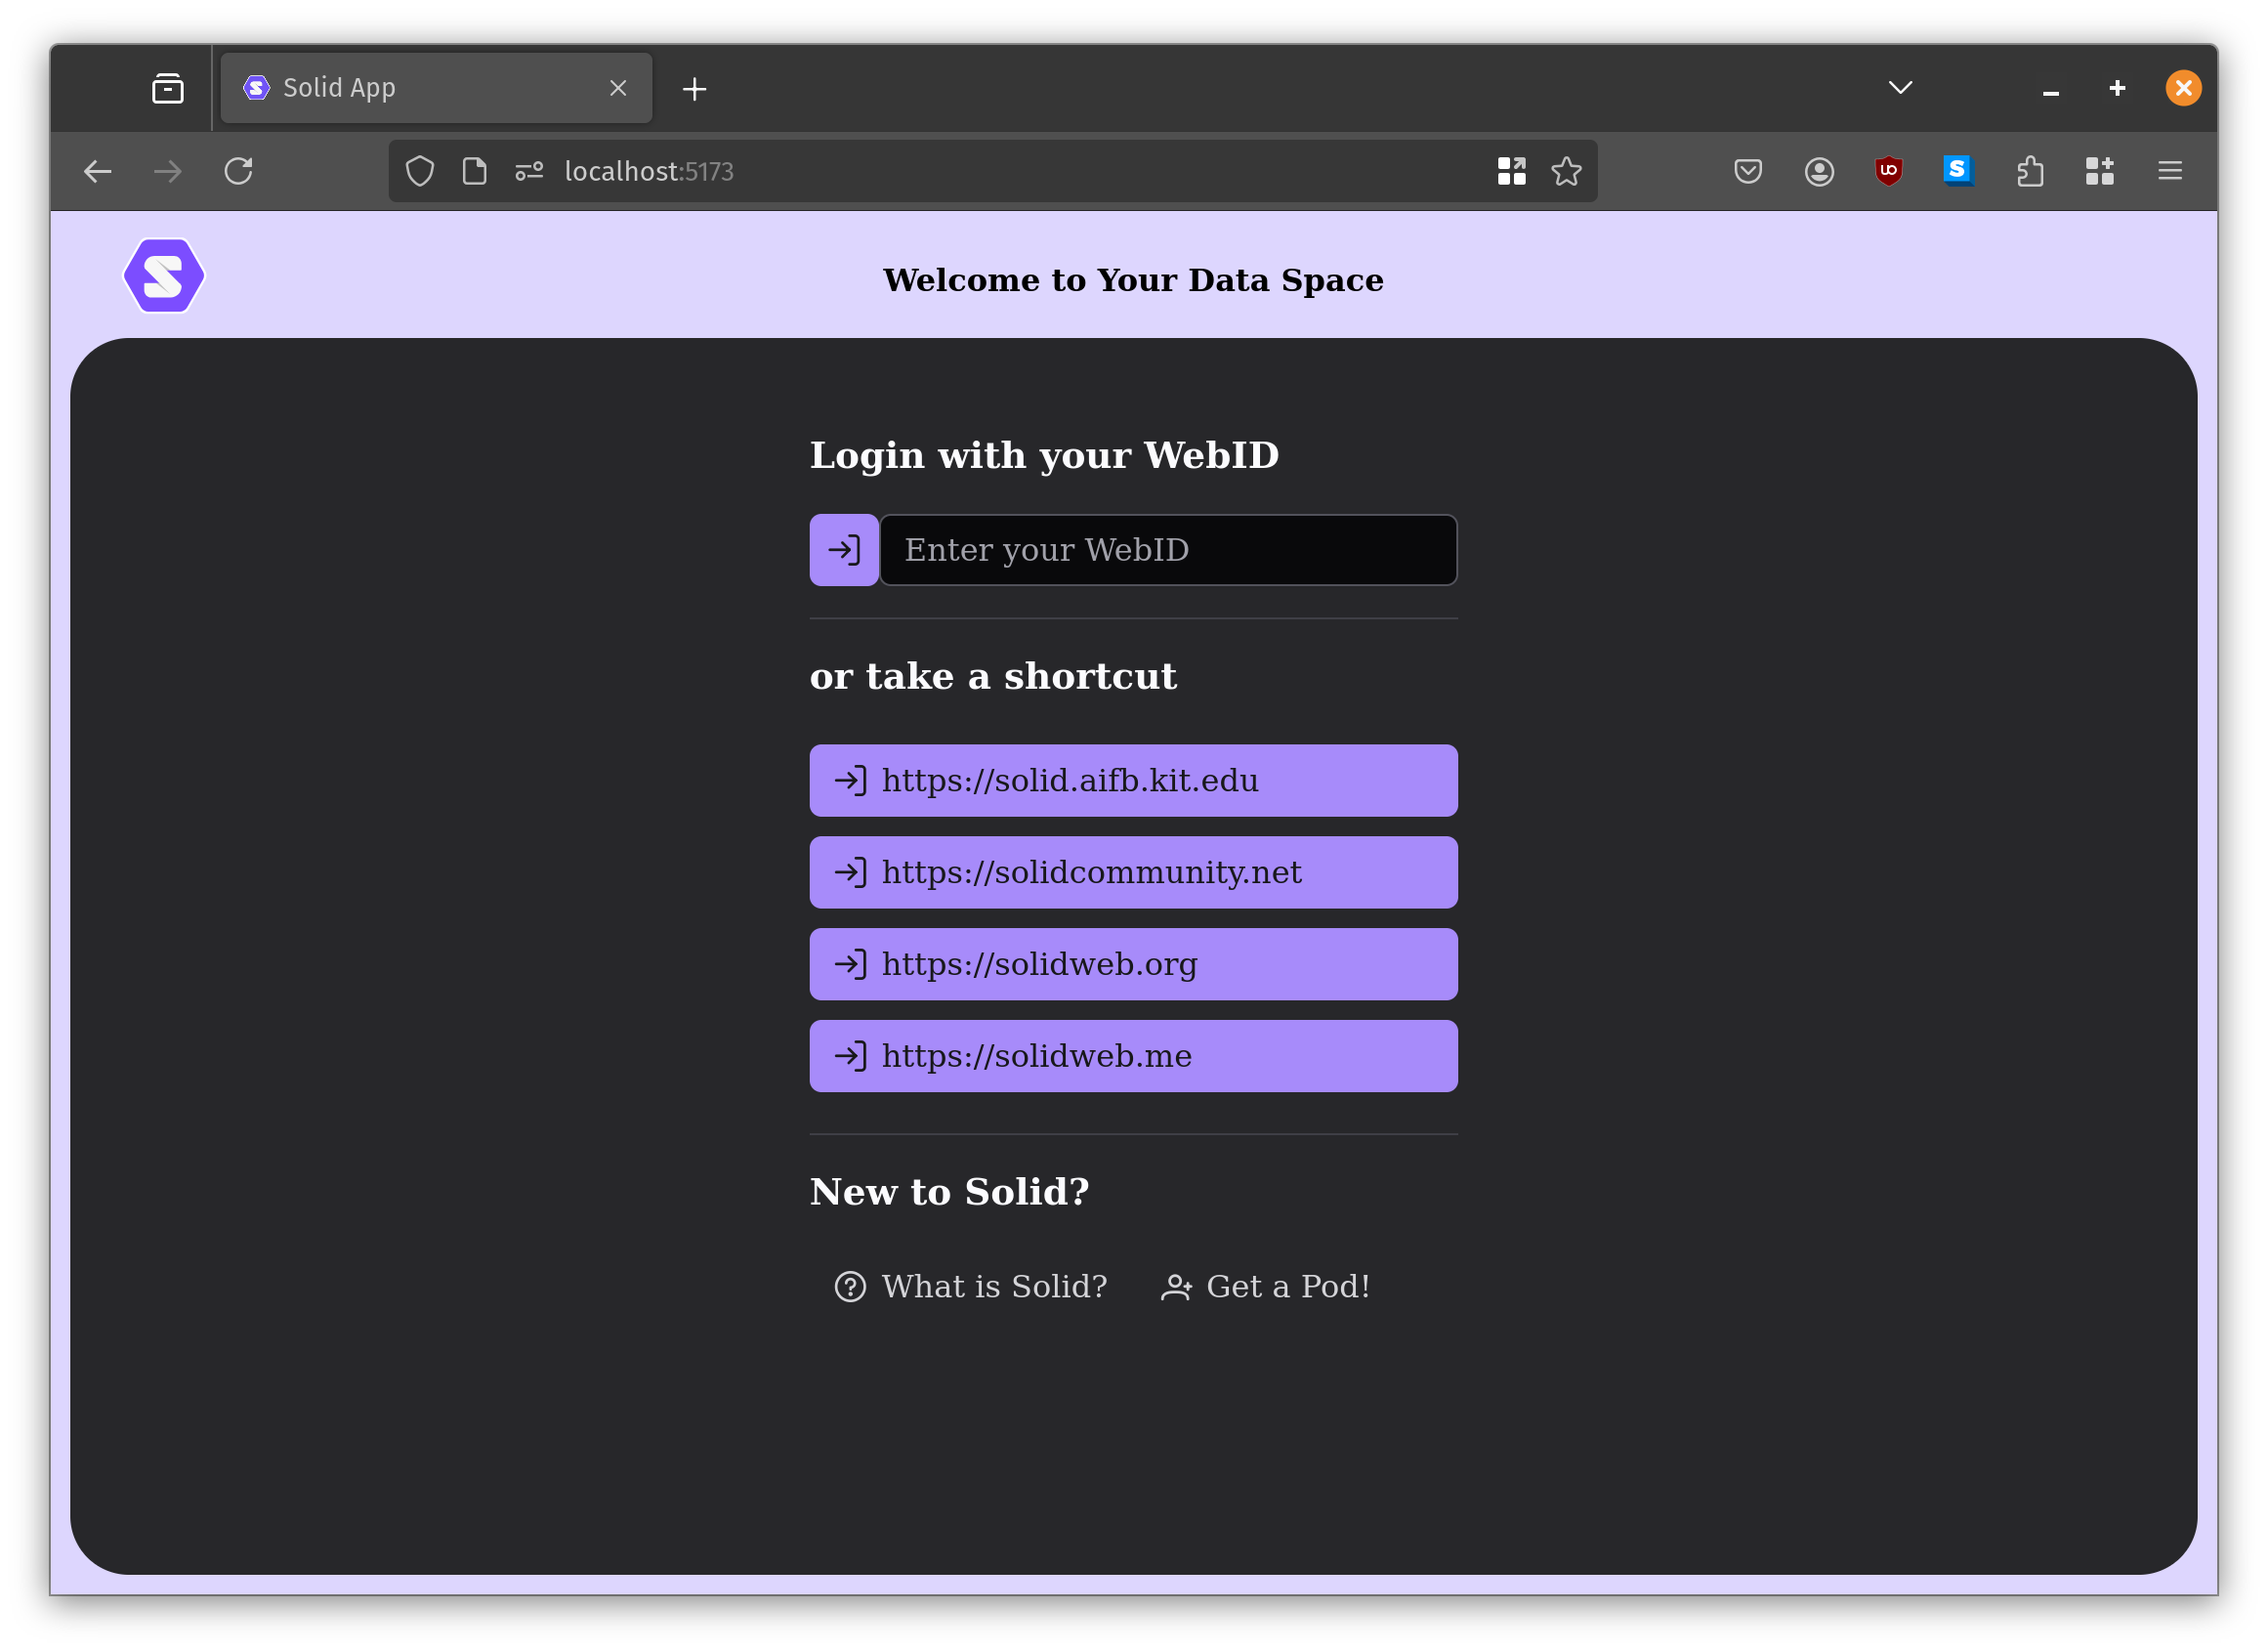 Solid App
localhost:5173
Welcome to Your Data Space
Login with your WebID
Enter your WebID
or take a shortcut
https://solid.aifb.kit.edu
https://solidcommunity.net
https://solidweb.org
https://solidweb.me
New to Solid?
What is Solid? Get a Pod!